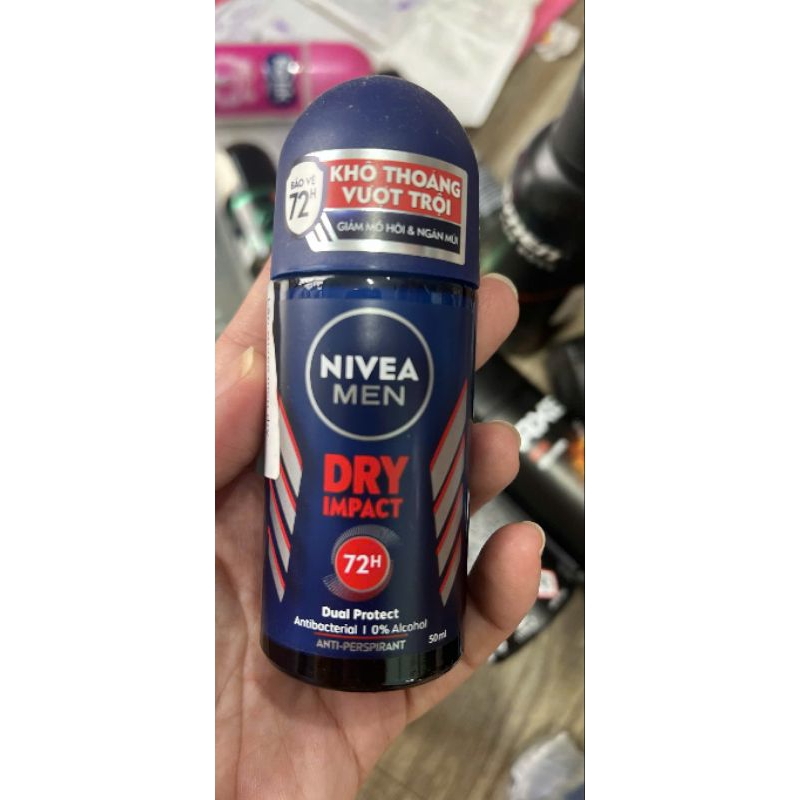 BẢO VỆ
72H
KHÔ THOÁNG
VƯỢT TRỘI
GIẢM MỒ HÔI & NGĂN MÙI
NIVEA
MEN
DRY
IMPACT
72H
Dual Protect
Antibacterial | 0% Alcohol
ANTI-PERSPIRANT
50ml